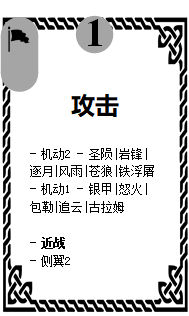 1
攻击
- 机动2 - 圣陨|岩锋|
逐月|风雨|苍狼|铁浮屠
- 机动1 - 银甲|怒火|
包勒|追云|古拉姆
- 近战
- 侧翼2